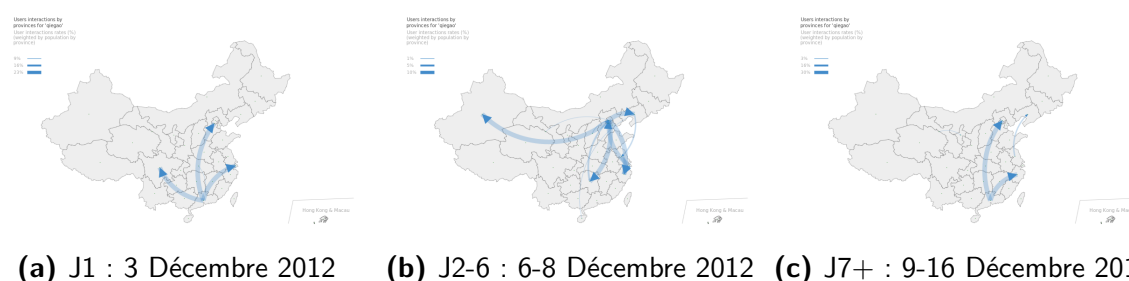 Users interactions by
provinces for 'qiegao'
User interactions rates (%)
(weighted by population by
province)
Hong Kong & Macau
Users interactions by
provinces for 'qiegao'
User interactions rates (%)
(weighted by population by
province)
Hong Kong & Macau
Users interactions by
provinces for 'qiegao'
User interactions rates (%)
(weighted by population by
province)
Hong Kong & Macau
(a) J1 : 3 Décembre 2012
(b) J2-6 : 6-8 Décembre 2012
(c) J7+ : 9-16 Décembre 201